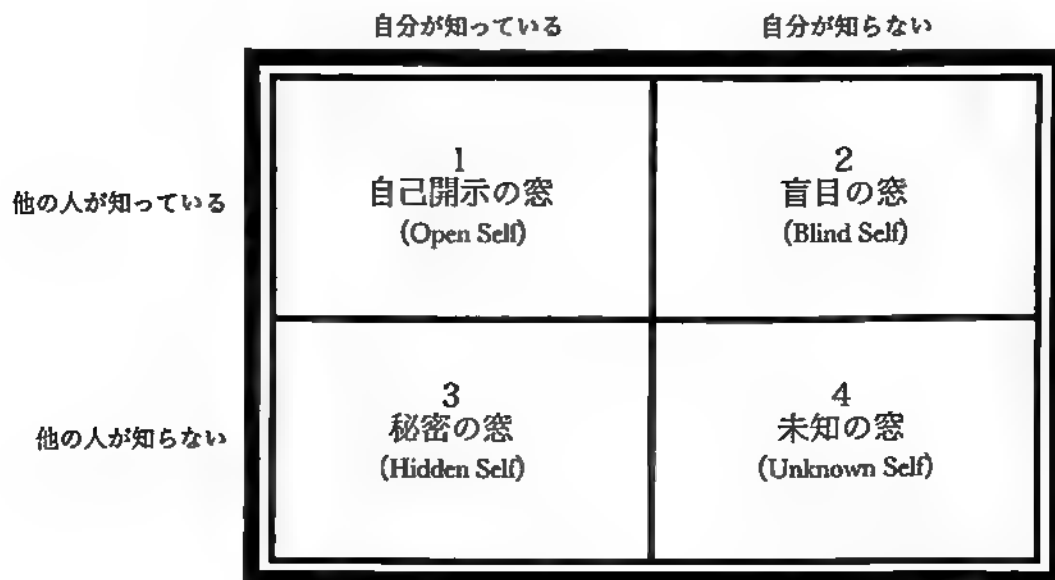 自分が知っている
自分が知らない
他の人が知っている
1
自己開示の窓
(Open Self)
2
盲目の窓
(Blind Self)
他の人が知らない
3
秘密の窓
(Hidden Self)
4
未知の窓
(Unknown Self)